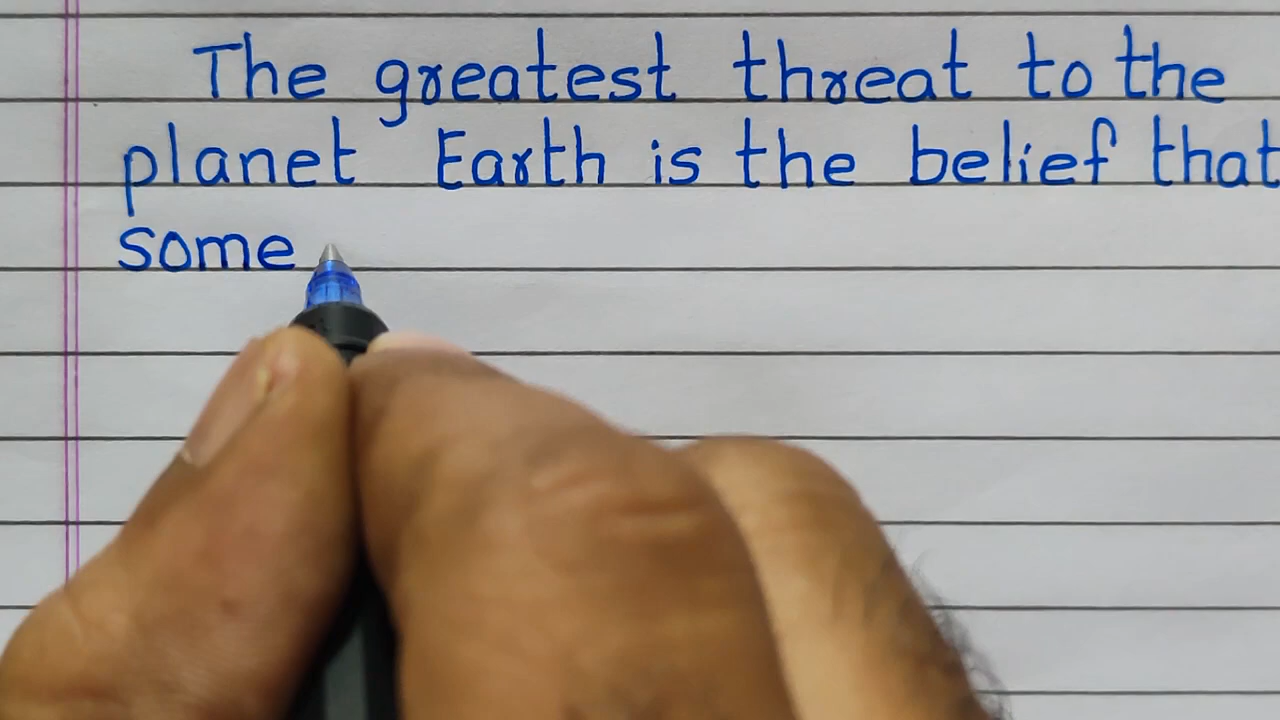 The greatest threat to the
planet Earth is the belief that
some